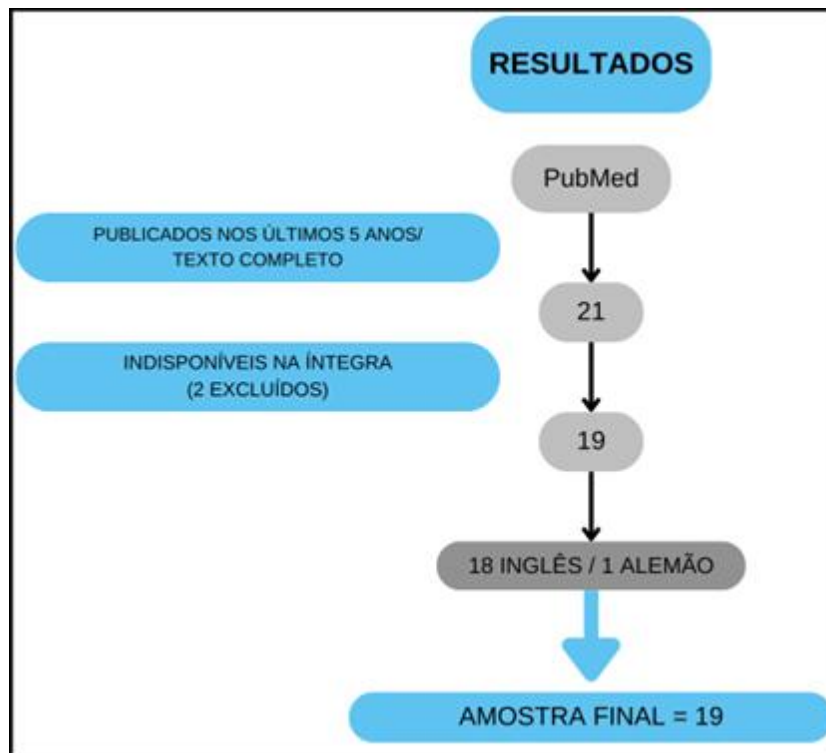 RESULTADOS
PubMed
PUBLICADOS NOS ÚLTIMOS 5 ANOS/
TEXTO COMPLETO
21
INDISPONÍVEIS NA ÍNTEGRA
(2 EXCLUÍDOS)
19
18 INGLÊS / 1 ALEMÃO
AMOSTRA FINAL = 19